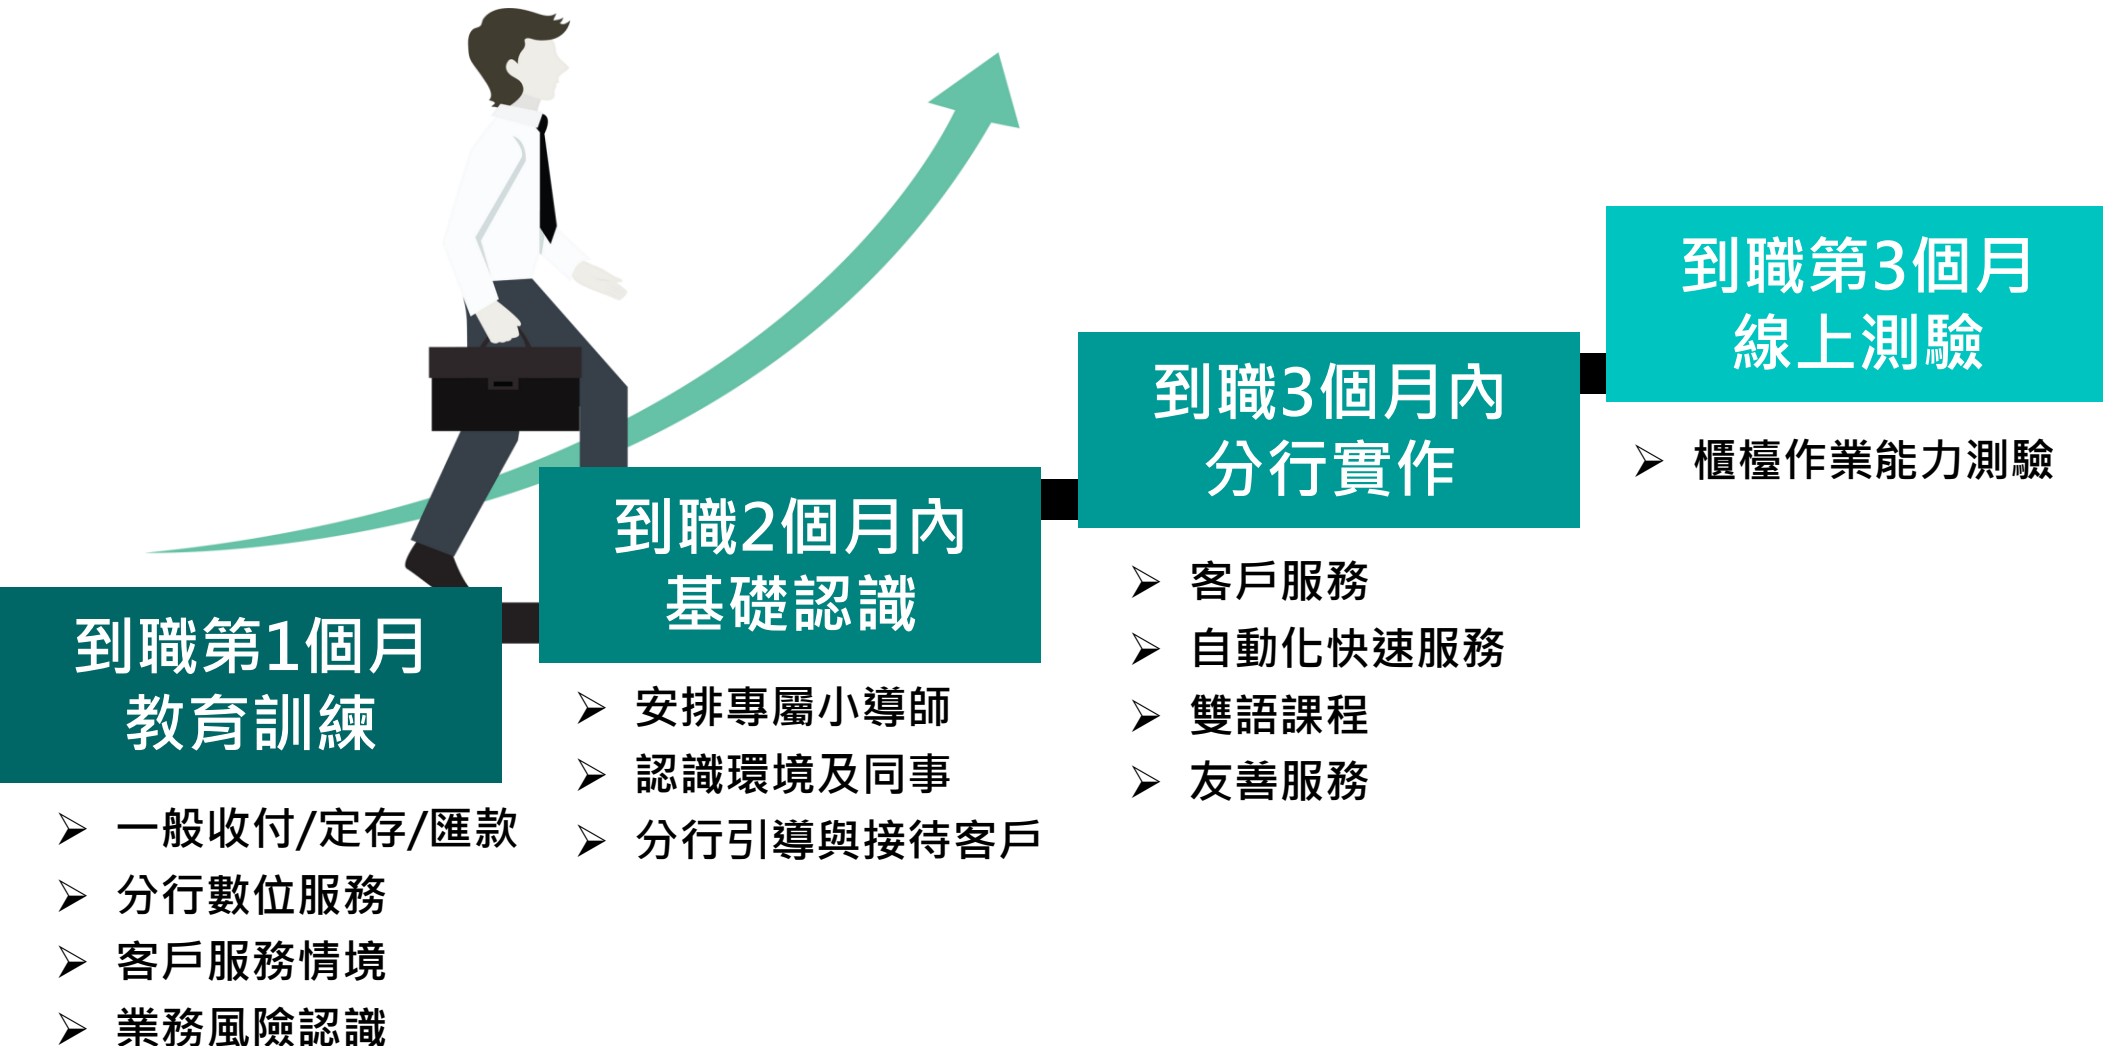 到職第1個月
教育訓練
➢ 一般收付/定存/匯款
➢ 分行數位服務
➢ 客戶服務情境
➢ 業務風險認識
到職2個月內
基礎認識
➢ 安排專屬小導師
➢ 認識環境及同事
➢ 分行引導與接待客戶
到職3個月內
分行實作
➢ 客戶服務
➢ 自動化快速服務
➢ 雙語課程
➢ 友善服務
到職第3個月
線上測驗
➢ 櫃檯作業能力測驗